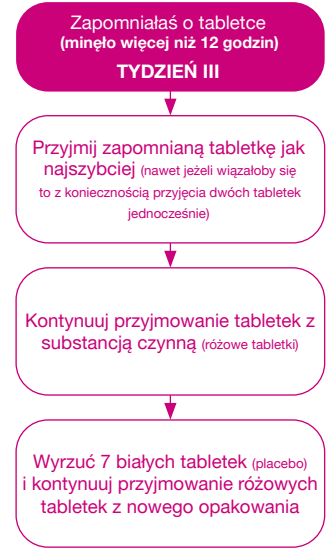 Zapomniałaś o tabletce
(minęło więcej niż 12 godzin)
TYDZIEŃ III
Przyjmij zapomnianą tabletkę jak
najszybciej (nawet jeżeli wiązałoby się
to z koniecznością przyjęcia dwóch tabletek
jednocześnie)
Kontynuuj przyjmowanie tabletek z
substancją czynną (różowe tabletki)
Wyrzuć 7 białych tabletek (placebo)
i kontynuuj przyjmowanie różowych
tabletek z nowego opakowania